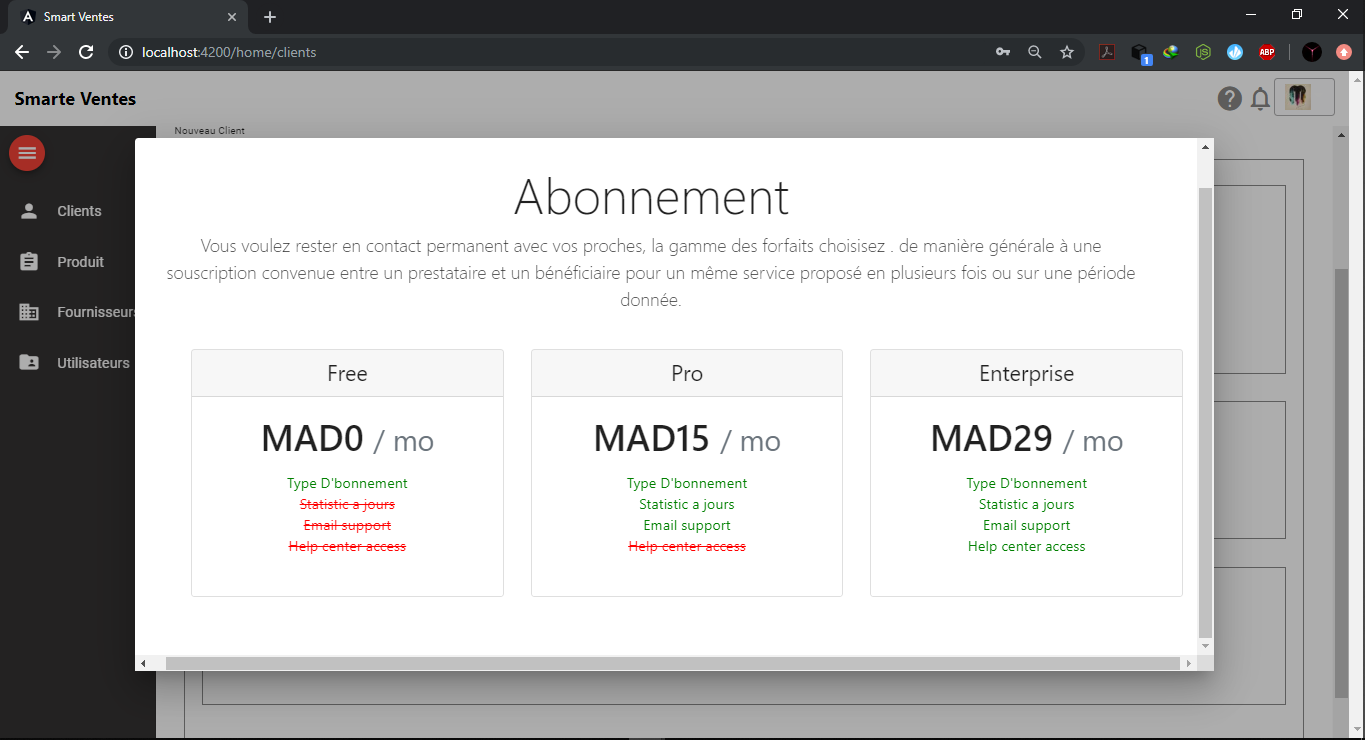 Smart Ventes
localhost:4200/home/clients
JS
ABP
1
Smarte Ventes
Nouveau Client
Clients
Produit
Fournisseurs
Utilisateurs
Abonnement
Vous voulez rester en contact permanent avec vos proches, la gamme des forfaits choisisez . de manière générale à une
souscription convenue entre un prestataire et un bénéficiaire pour un même service proposé en plusieurs fois ou sur une période
donnée.
Free
MAD0 / mo
Type D'bonnement
Statistic a jours
Email support
Help center access
Pro
MAD15 / mo
Type D'bonnement
Statistic a jours
Email support
Help center access
Enterprise
MAD29 / mo
Type D'bonnement
Statistic a jours
Email support
Help center access